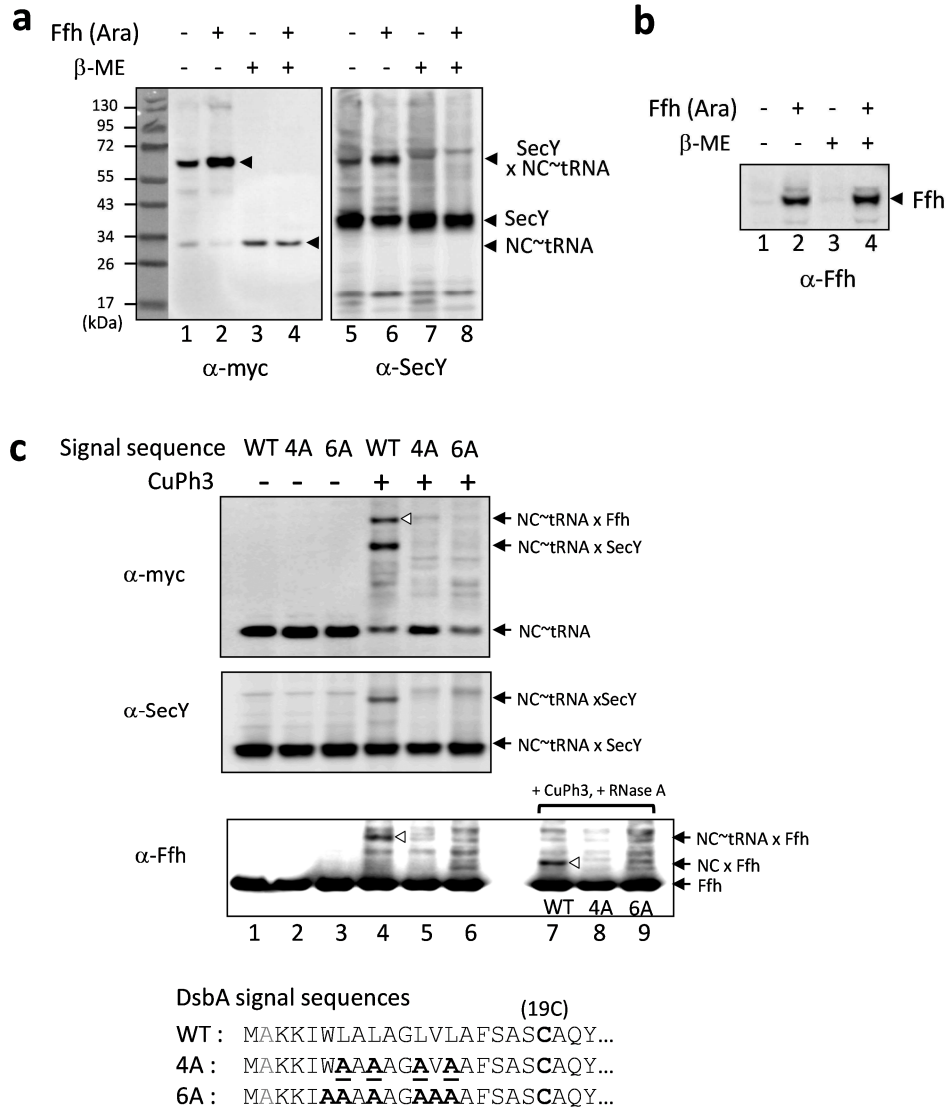 a
Ffh (Ara) - + - + - + - +
β-ME - - + + - - + +
130
95
72
55
43
34
26
17
(kDa)
SecY
x NC~tRNA
SecY
NC~tRNA
1 2 3 4 5 6 7 8
α-myc α-SecY
b
Ffh (Ara) - + - +
β-ME - - + +
Ffh
1 2 3 4
α-Ffh
c
Signal sequence WT 4A 6A WT 4A 6A
CuPh3 - - - + + +
NC~tRNA x Ffh
NC~tRNA x SecY
α-myc
NC~tRNA
α-SecY
NC~tRNA xSecY
NC~tRNA x SecY
+ CuPh3, + RNase A
α-Ffh
NC~tRNA x Ffh
NC x Ffh
Ffh
WT 4A 6A
1 2 3 4 5 6 7 8 9
DsbA signal sequences
(19C)
WT : MAKKIWLALAGLVLAFSASCAQY...
4A : MAKKIWAAAAGAVAAFSASCAQY...
6A : MAKKIAAAAAGAAAAFSASCAQY...